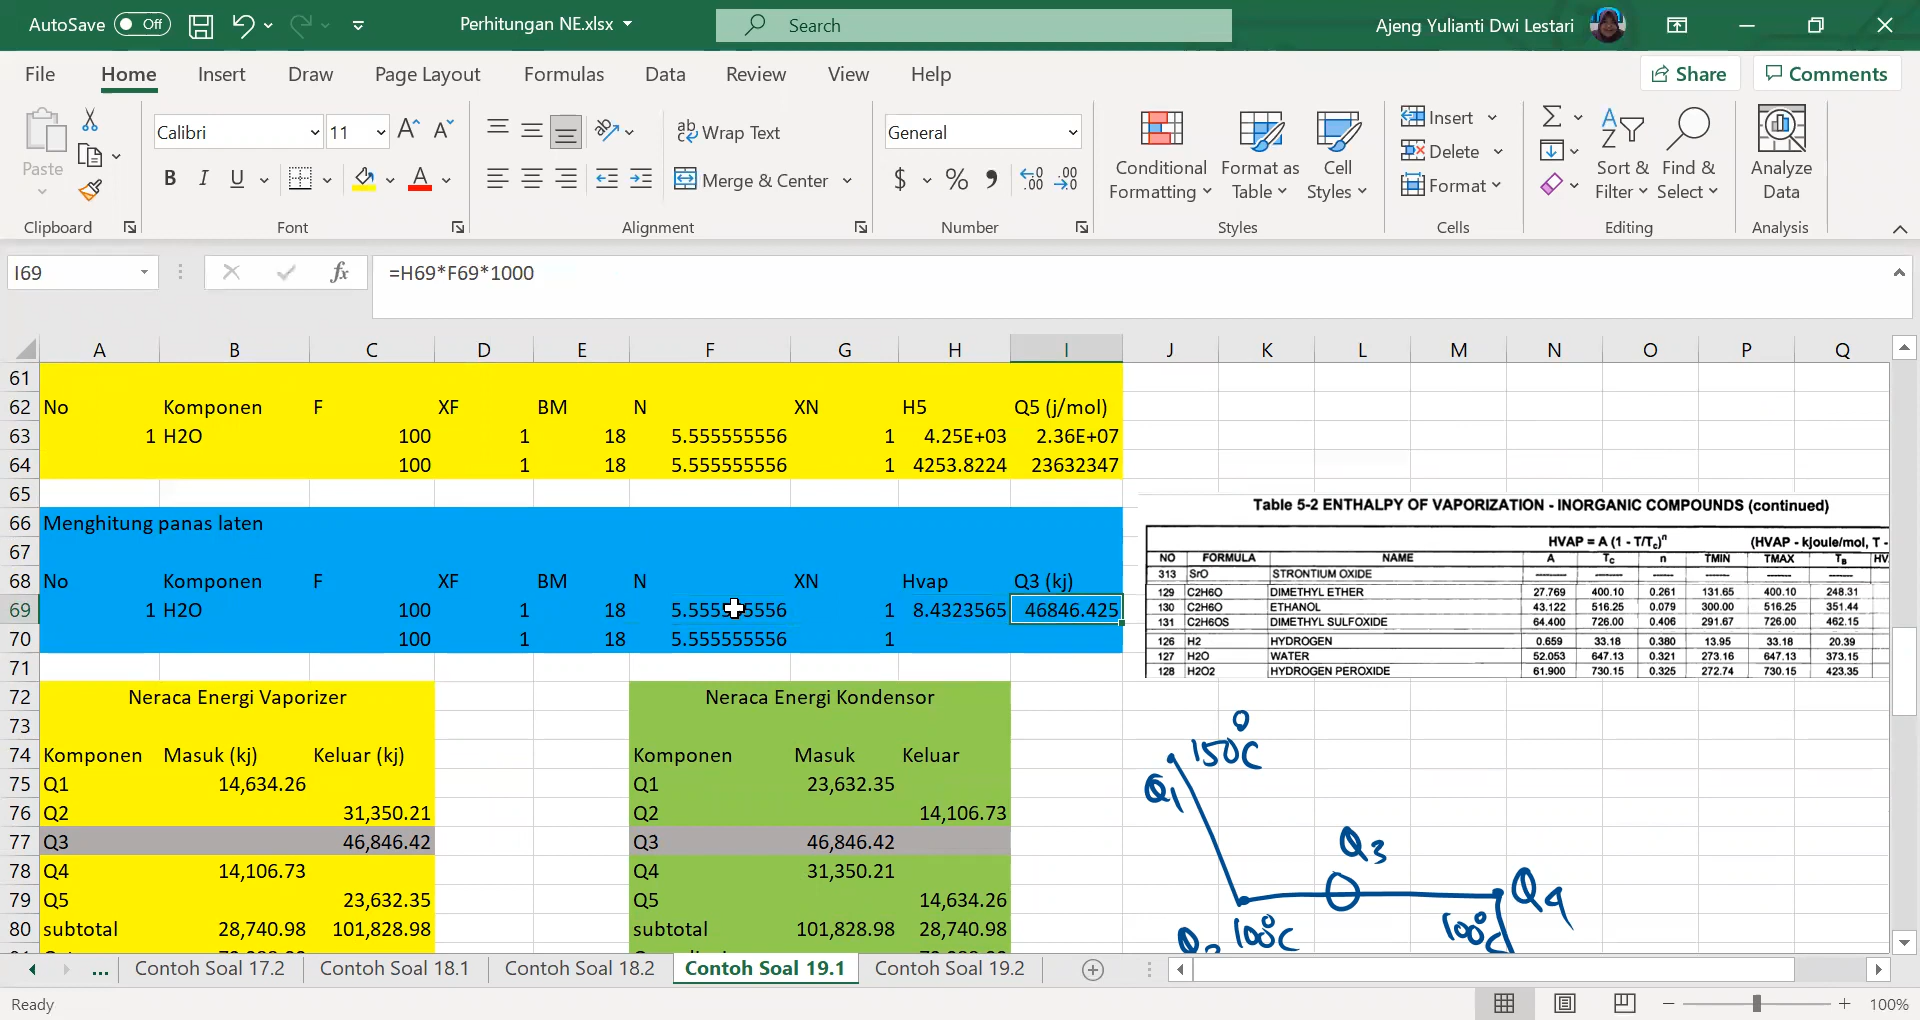 AutoSave Off Perhitungan NE.xlsx Search Ajeng Yulianti Dwi Lestari
File Home Insert Draw Page Layout Formulas Data Review View Help Share Comments
Paste
Calibri 11
B I U
Wrap Text
Merge & Center
General
$ %
Conditional Formatting
Format as Table
Cell Styles
Insert
Delete
Format
Sort & Filter
Find & Select
Analyze Data
Clipboard Font Alignment Number Styles Cells Editing Analysis
I69 fx =H69*F69*1000
A B C D E F G H I J K L M N O P Q
61
62 No Komponen F XF BM N XN H5 Q5 (j/mol)
63 1 H2O 100 1 18 5.555555556 1 4.25E+03 2.36E+07
64 100 1 18 5.555555556 1 4253.8224 23632347
65
66 Menghitung panas laten
67
68 No Komponen F XF BM N XN Hvap Q3 (kj)
69 1 H2O 100 1 18 5.555555556 1 8.4323565 46846.425
70 100 1 18 5.555555556 1
71
72 Neraca Energi Vaporizer Neraca Energi Kondensor
73
74 Komponen Masuk (kj) Keluar (kj) Komponen Masuk Keluar
75 Q1 14,634.26 Q1 23,632.35
76 Q2 31,350.21 Q2 14,106.73
77 Q3 46,846.42 Q3 46,846.42
78 Q4 14,106.73 Q4 31,350.21
79 Q5 23,632.35 Q5 14,634.26
80 subtotal 28,740.98 101,828.98 subtotal 101,828.98 28,740.98
Table 5-2 ENTHALPY OF VAPORIZATION - INORGANIC COMPOUNDS (continued)
HVAP = A (1 - T/Tc)^n (HVAP - kjoule/mol, T -
NO FORMULA NAME A Tc n TMIN TMAX TB HV
313 SrO STRONTIUM OXIDE -------- -------- -------- -------- -------- --------
129 C2H6O DIMETHYL ETHER 27.769 400.10 0.261 131.65 400.10 248.31
130 C2H6O ETHANOL 43.122 516.25 0.079 300.00 516.25 351.44
131 C2H6OS DIMETHYL SULFOXIDE 64.400 726.00 0.406 291.67 726.00 462.15
126 H2 HYDROGEN 0.659 33.18 0.380 13.95 33.18 20.39
127 H2O WATER 52.053 647.13 0.321 273.16 647.13 373.15
128 H2O2 HYDROGEN PEROXIDE 61.900 730.15 0.325 272.74 730.15 423.35
150°C
Q1
Q3
Q4
100°C
100°C
... Contoh Soal 17.2 Contoh Soal 18.1 Contoh Soal 18.2 Contoh Soal 19.1 Contoh Soal 19.2
Ready 100%